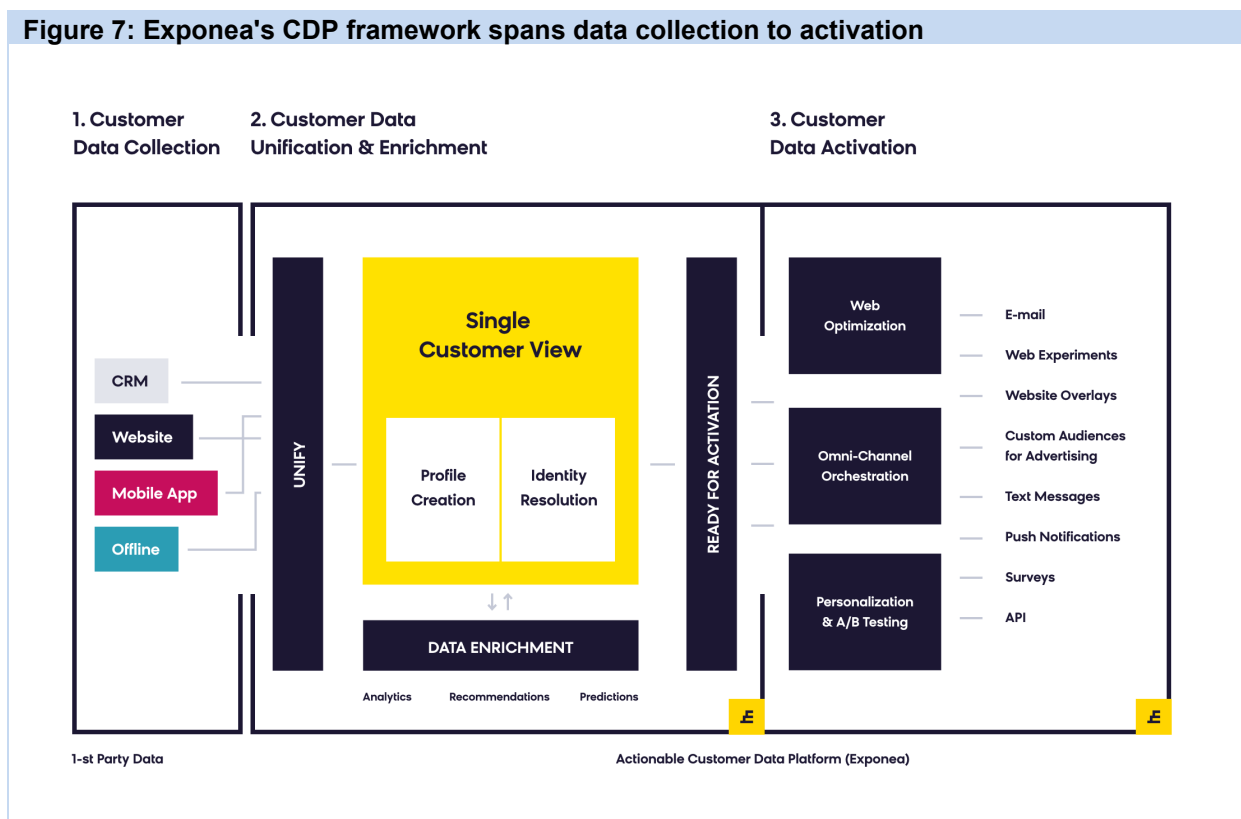 Figure 7: Exponea's CDP framework spans data collection to activation
1. Customer
Data Collection
2. Customer Data
Unification & Enrichment
3. Customer
Data Activation
CRM
Website
Mobile App
Offline
UNIFY
Single
Customer View
Profile
Creation
Identity
Resolution
DATA ENRICHMENT
Analytics
Recommendations
Predictions
READY FOR ACTIVATION
Web
Optimization
Omni-Channel
Orchestration
Personalization
& A/B Testing
E-mail
Web Experiments
Website Overlays
Custom Audiences
for Advertising
Text Messages
Push Notifications
Surveys
API
1-st Party Data
Actionable Customer Data Platform (Exponea)